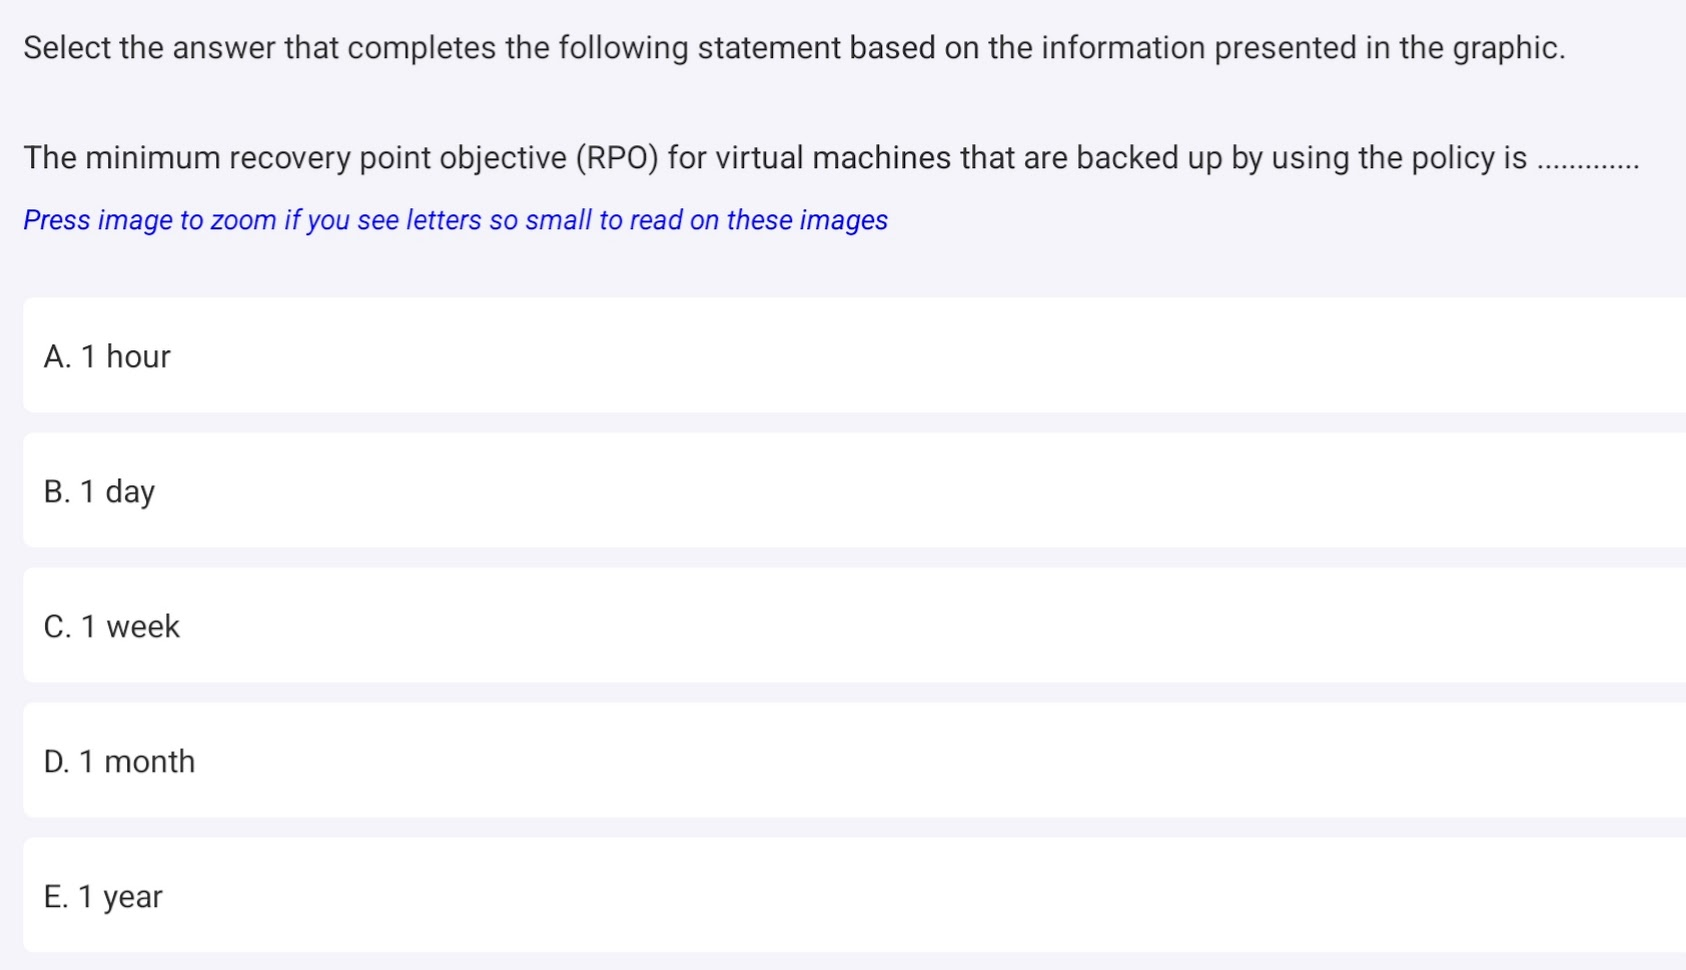 Select the answer that completes the following statement based on the information presented in the graphic.
The minimum recovery point objective (RPO) for virtual machines that are backed up by using the policy is .............
Press image to zoom if you see letters so small to read on these images
A. 1 hour
B. 1 day
C. 1 week
D. 1 month
E. 1 year